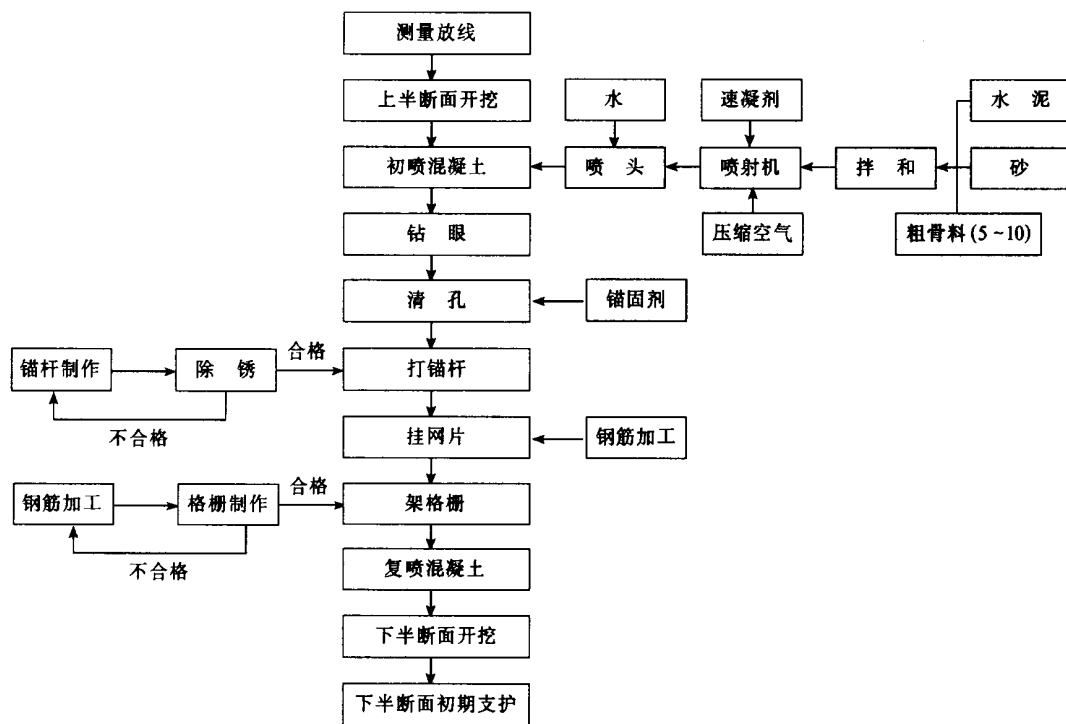 测量放线
上半断面开挖
水
速凝剂
水 泥
初喷混凝土
喷 头
喷射机
拌 和
砂
钻 眼
压缩空气
粗骨料(5~10)
清 孔
锚固剂
锚杆制作
除 锈
合格
打锚杆
不合格
挂网片
钢筋加工
钢筋加工
格栅制作
合格
架格栅
不合格
复喷混凝土
下半断面开挖
下半断面初期支护